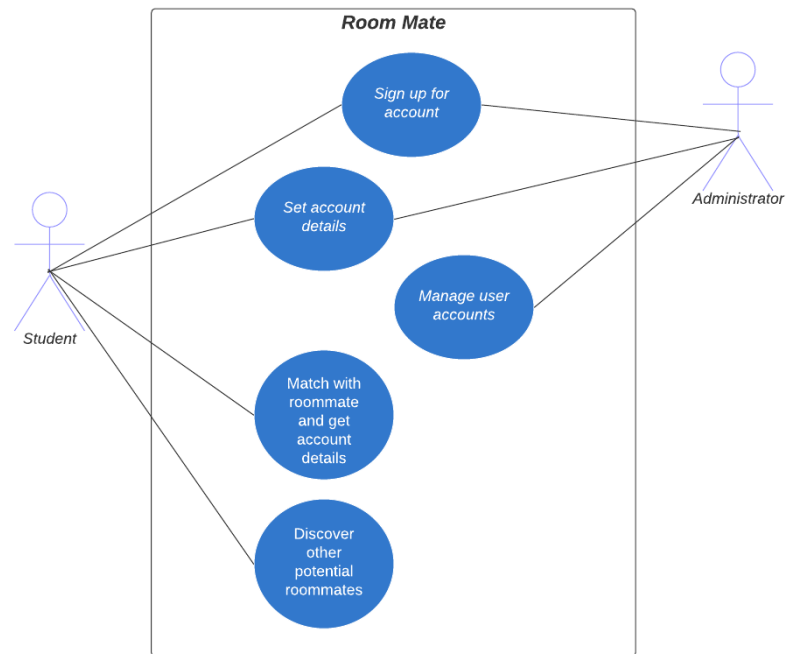 Room Mate
Sign up for
account
Administrator
Set account
details
Manage user
accounts
Student
Match with
roommate
and get
account
details
Discover
other
potential
roommates